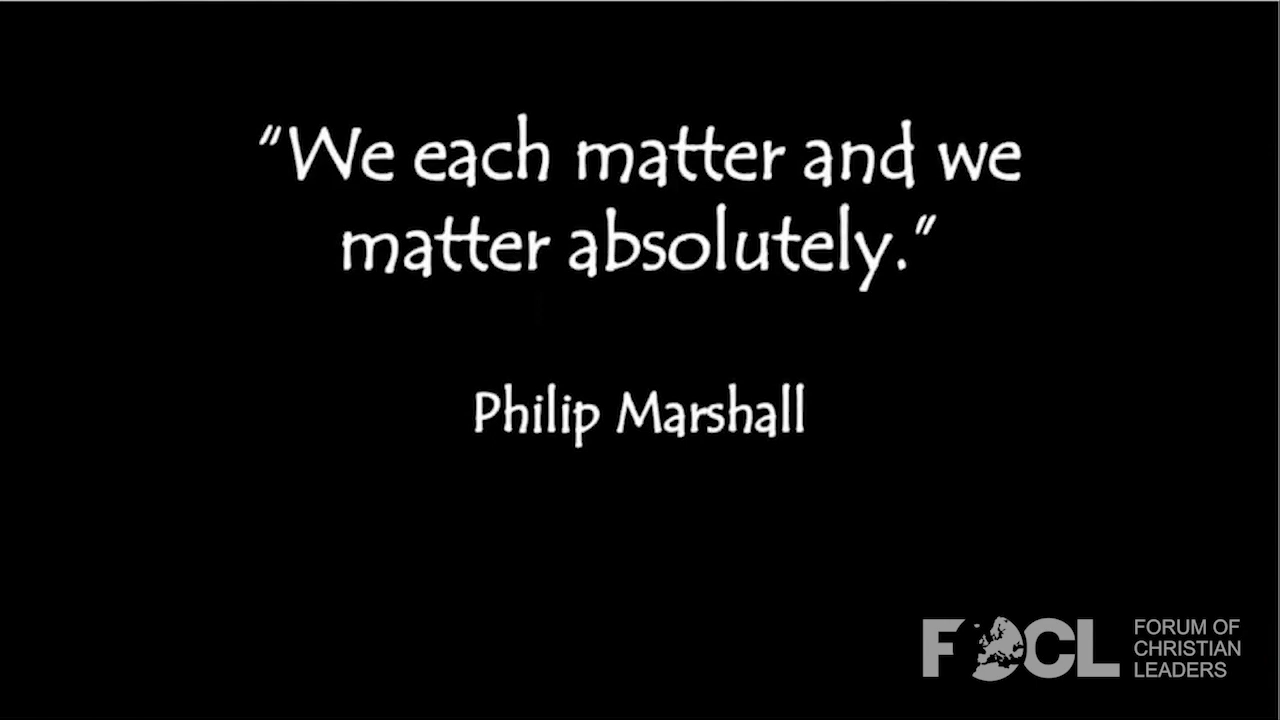 “We each matter and we
matter absolutely.”
Philip Marshall
FOCL
FORUM OF
CHRISTIAN
LEADERS